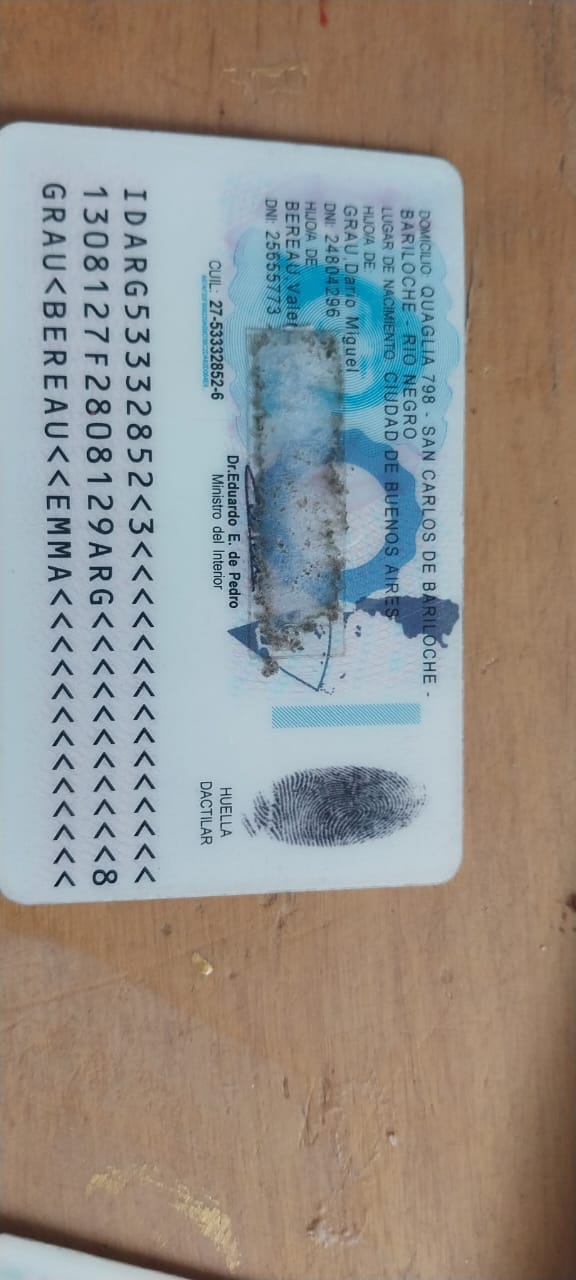 DOMICILIO: QUAGLIA 798 - SAN CARLOS DE BARILOCHE -
BARILOCHE - RIO NEGRO
LUGAR DE NACIMIENTO: CIUDAD DE BUENOS AIRES
HIJO/A DE:
GRAU, Darío Miguel
DNI: 24804296
HIJO/A DE:
BEREAU, Valer
DNI: 25655773
CUIL: 27-53332852-6
Dr. Eduardo E. de Pedro
Ministro del Interior
HUELLA
DACTILAR
IDARG53332852<3<<<<<<<<<<<<<<<
1308127F2808129ARG<<<<<<<<<<<8
GRAU<BEREAU<<EMMA<<<<<<<<<<<<<